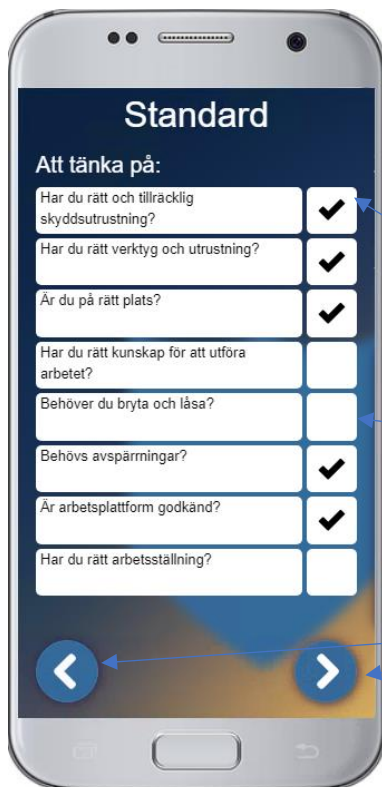 Standard
Att tänka på:
Har du rätt och tillräcklig
skyddsutrustning?
Har du rätt verktyg och utrustning?
Är du på rätt plats?
Har du rätt kunskap för att utföra
arbetet?
Behöver du bryta och låsa?
Behövs avspärrningar?
Är arbetsplattform godkänd?
Har du rätt arbetsställning?